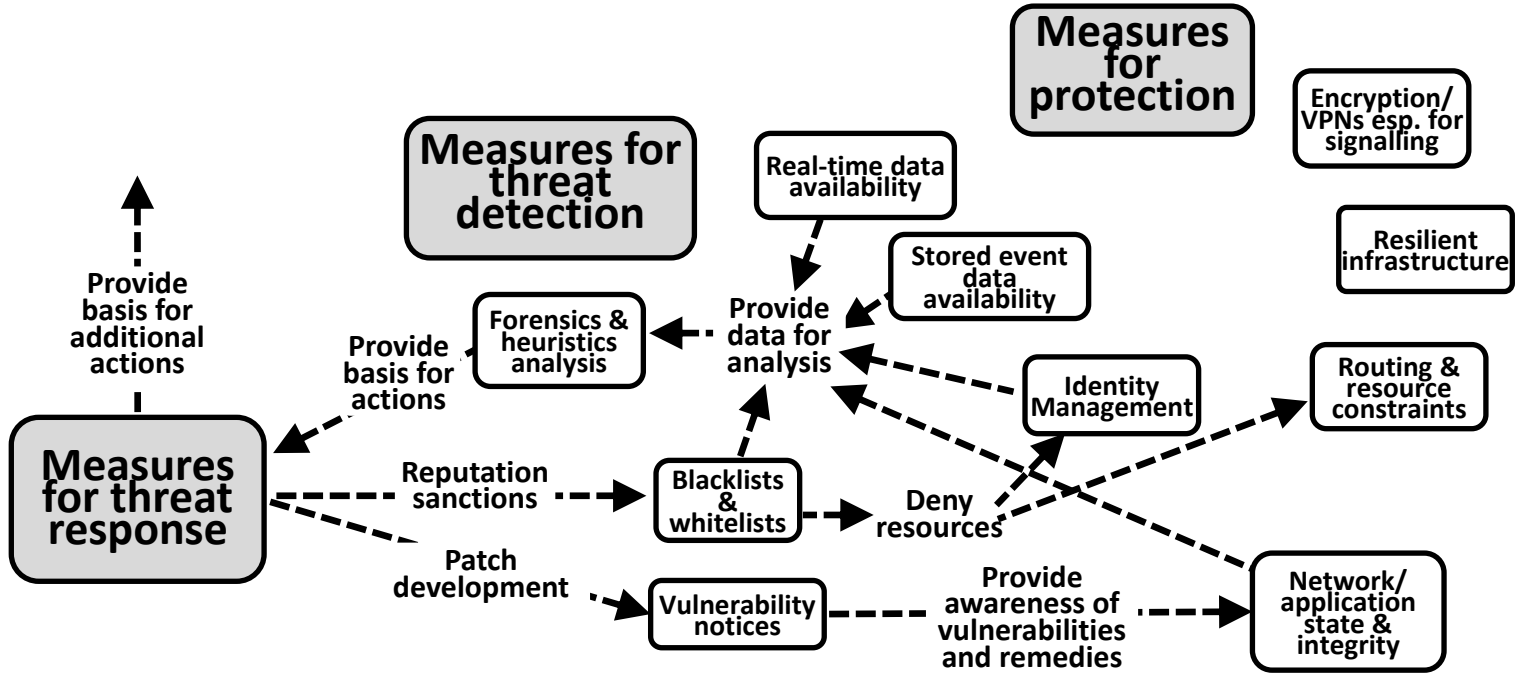 Measures
for
protection
Encryption/
VPNs esp. for
signalling
Measures for
threat
detection
Real-time data
availability
Resilient
infrastructure
Stored event
data
availability
Provide
basis for
additional
actions
Forensics &
heuristics
analysis
Provide
data for
analysis
Provide
basis for
actions
Identity
Management
Routing &
resource
constraints
Measures
for threat
response
Reputation
sanctions
Blacklists
&
whitelists
Deny
resources
Patch
development
Vulnerability
notices
Provide
awareness of
vulnerabilities
and remedies
Network/
application
state &
integrity